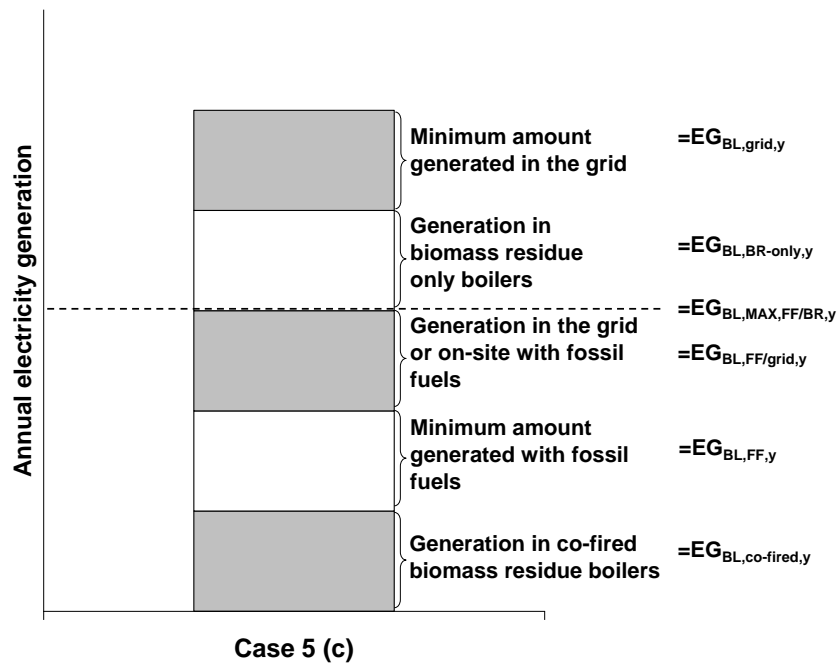 Annual electricity generation
Minimum amount
generated in the grid
=EG_BL,grid,y
Generation in
biomass residue
only boilers
=EG_BL,BR-only,y
=EG_BL,MAX,FF/BR,y
Generation in the grid
or on-site with fossil
fuels
=EG_BL,FF/grid,y
Minimum amount
generated with fossil
fuels
=EG_BL,FF,y
Generation in co-fired
biomass residue boilers
=EG_BL,co-fired,y
Case 5 (c)